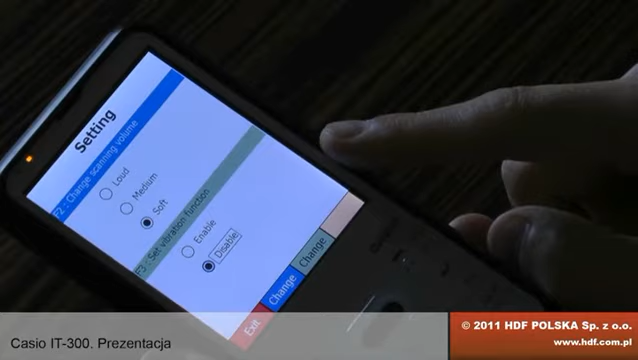 Setting
F2 : Change scanning volume
Loud
Medium
Soft
F3 : Set vibration function
Enable
Disable
Exit
Change
Change
Casio IT-300. Prezentacja
© 2011 HDF POLSKA Sp. z o.o.
www.hdf.com.pl